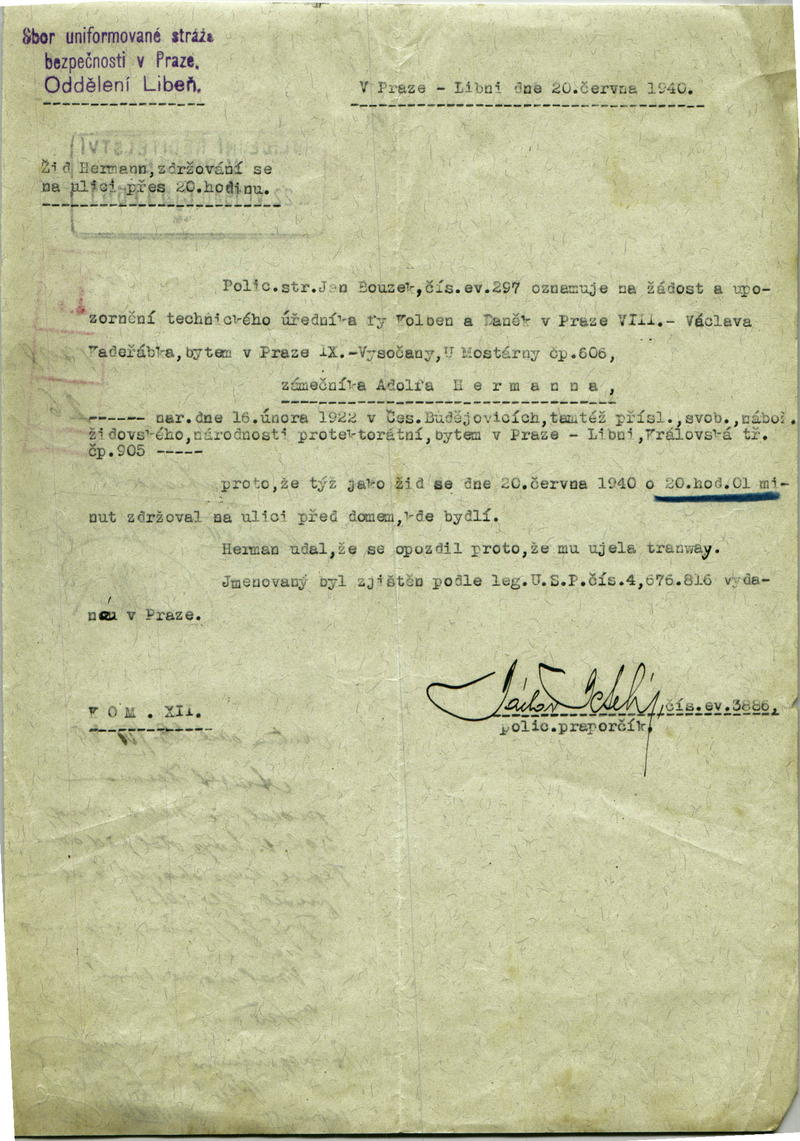 Sbor uniformované stráže
bezpečnosti v Praze.
Oddělení Libeň.
V Praze - Libni dne 20.června 1940.
Žid Hermann,zdržování se
na ulici přes 20.hodinu.
Polic.str.Jan Bouzek,čís.ev.297 oznamuje na žádost a upo-
zornění technického úředníka fy Kolben a Daněk v Praze VIII.- Václava
Kadeřábka,bytem v Praze IX.-Vysočany,U Mostárny čp.606,
zámečníka Adolfa H e r m a n n a ,
------ nar.dne 16.února 1922 v Čes.Budějovicích,tamtéž přísl.,svob.,nábož.
židovského,národnosti protektorátní,bytem v Praze - Libni,Královská tř.
čp.905 -----
proto,že týž jako žid se dne 20.června 1940 o 20.hod.01 mi-
nut zdržoval na ulici před domem,kde bydlí.
Herman udal,že se opozdil proto,že mu ujela tranway.
Jmenovaný byl zjištěn podle leg.U.S.P.čís.4,676.816 vyda-
nou v Praze.
K O M . XII.
Václav
,čís.ev.3886,
polic.praporčík.